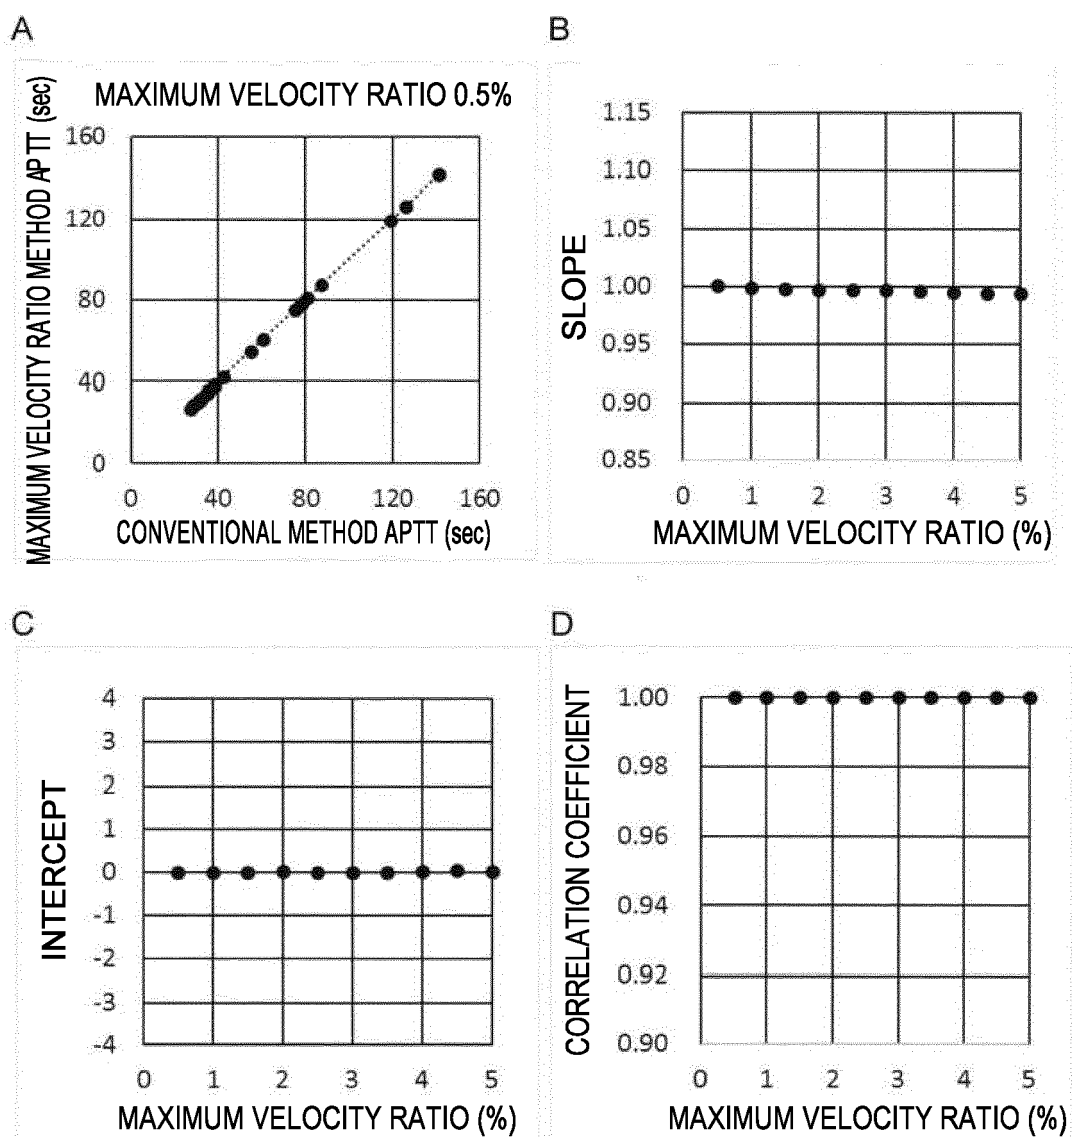 A
MAXIMUM VELOCITY RATIO 0.5%
MAXIMUM VELOCITY RATIO METHOD APTT (sec)
160
120
80
40
0
0 40 80 120 160
CONVENTIONAL METHOD APTT (sec)
B
SLOPE
1.15
1.10
1.05
1.00
0.95
0.90
0.85
0 1 2 3 4 5
MAXIMUM VELOCITY RATIO (%)
C
INTERCEPT
4
3
2
1
0
-1
-2
-3
-4
0 1 2 3 4 5
MAXIMUM VELOCITY RATIO (%)
D
CORRELATION COEFFICIENT
1.00
0.98
0.96
0.94
0.92
0.90
0 1 2 3 4 5
MAXIMUM VELOCITY RATIO (%)